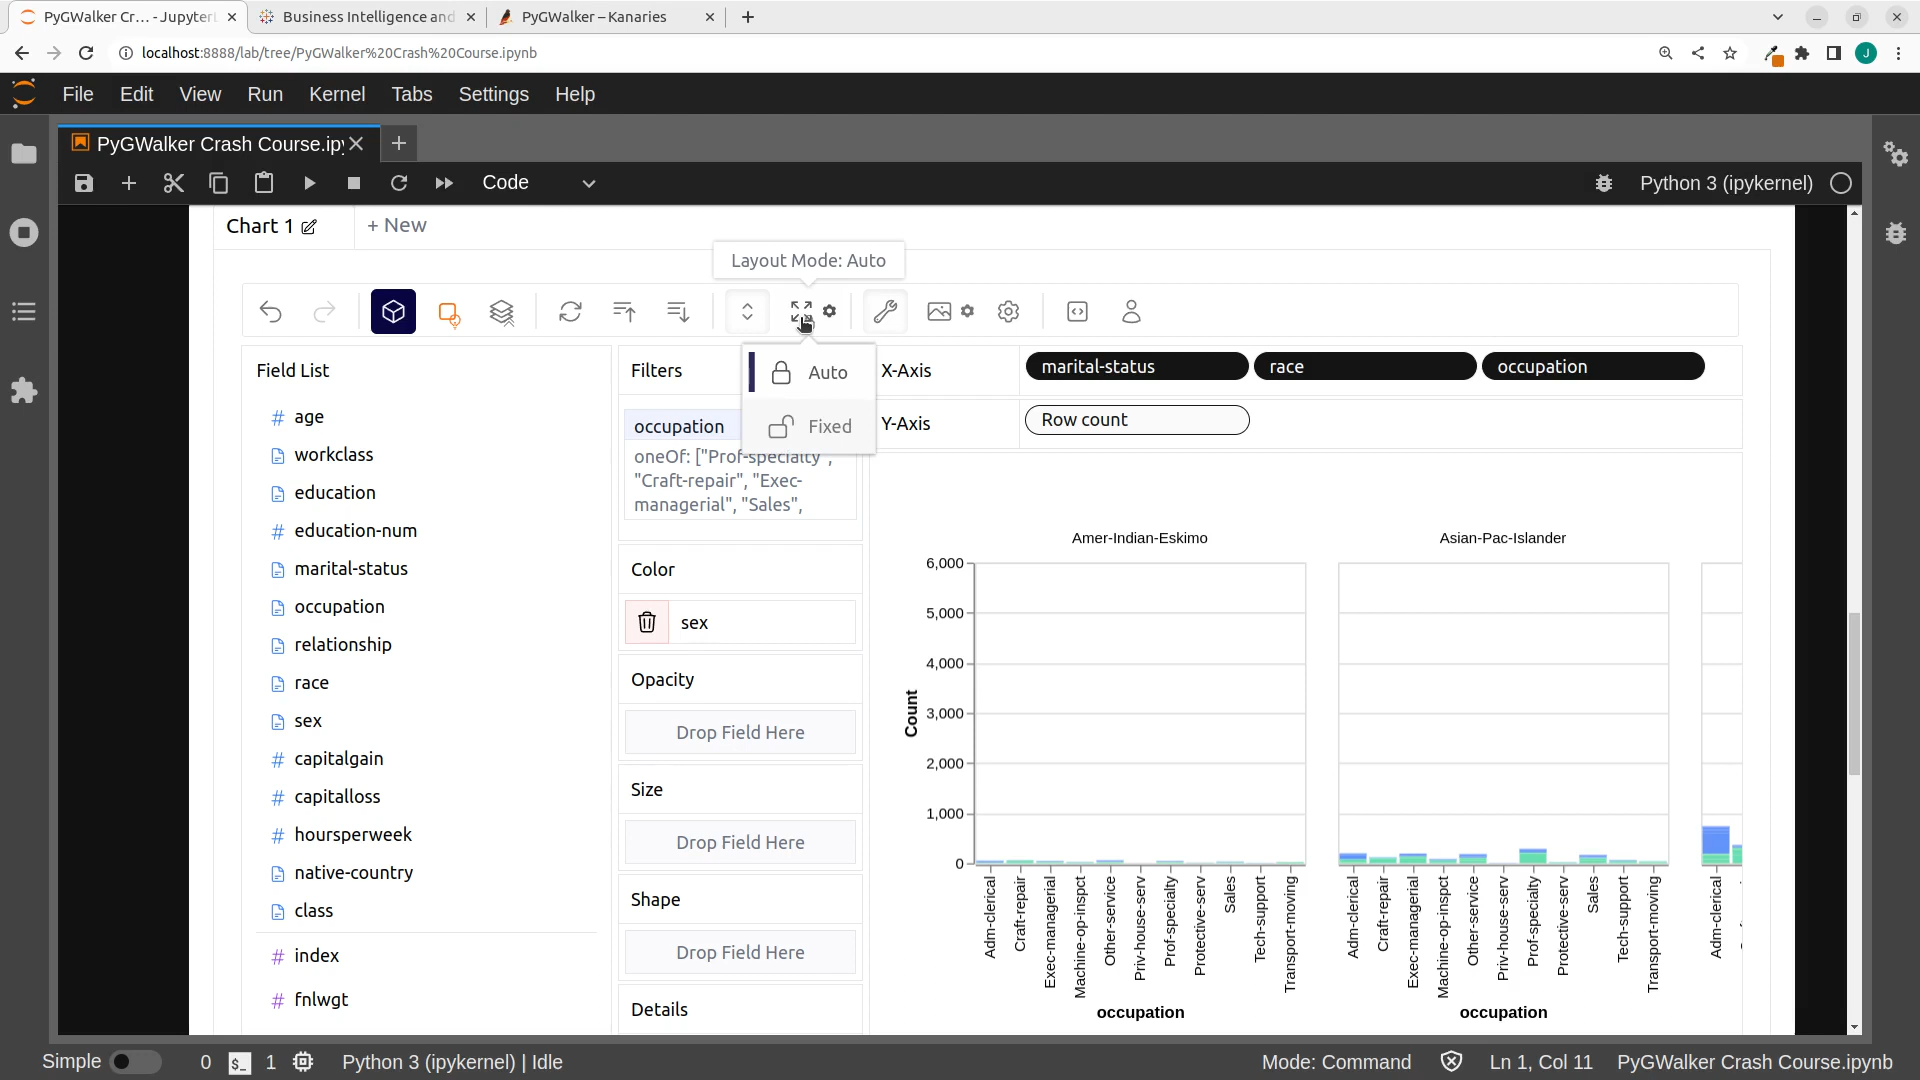 PyGWalker Cr… - JupyterL
Business Intelligence and
PyGWalker – Kanaries
localhost:8888/lab/tree/PyGWalker%20Crash%20Course.ipynb
J
File Edit View Run Kernel Tabs Settings Help
PyGWalker Crash Course.ipy
Code
Python 3 (ipykernel)
Chart 1
+ New
Layout Mode: Auto
Auto
Fixed
Field List
age
workclass
education
education-num
marital-status
occupation
relationship
race
sex
capitalgain
capitalloss
hoursperweek
native-country
class
index
fnlwgt
Filters
occupation
oneOf: ["Prof-specialty",
"Craft-repair", "Exec-
managerial", "Sales",
Color
sex
Opacity
Drop Field Here
Size
Drop Field Here
Shape
Drop Field Here
Details
X-Axis
marital-status
race
occupation
Y-Axis
Row count
Amer-Indian-Eskimo
Asian-Pac-Islander
6,000
5,000
4,000
3,000
2,000
1,000
0
Count
Adm-clerical
Craft-repair
Exec-managerial
Machine-op-inspct
Other-service
Priv-house-serv
Prof-specialty
Protective-serv
Sales
Tech-support
Transport-moving
occupation
Adm-clerical
Craft-repair
Exec-managerial
Machine-op-inspct
Other-service
Priv-house-serv
Prof-specialty
Protective-serv
Sales
Tech-support
Transport-moving
occupation
Adm-clerical
Simple
0
$_
1
Python 3 (ipykernel) | Idle
Mode: Command
Ln 1, Col 11
PyGWalker Crash Course.ipynb